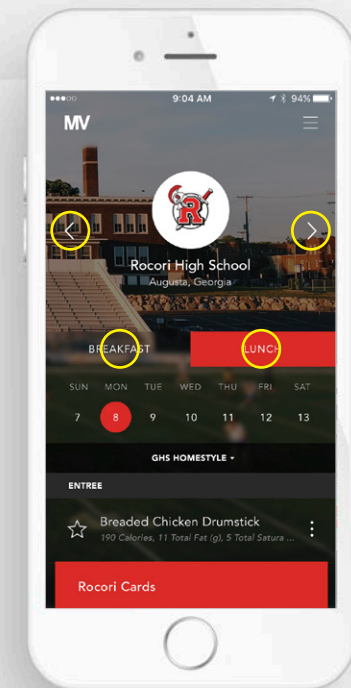 9:04 AM 94%
MV
R
Rocori High School
Augusta, Georgia
BREAKFAST LUNCH
SUN MON TUE WED THU FRI SAT
7 8 9 10 11 12 13
GHS HOMESTYLE
ENTREE
Breaded Chicken Drumstick
190 Calories, 11 Total Fat (g), 5 Total Satura ...
Rocori Cards